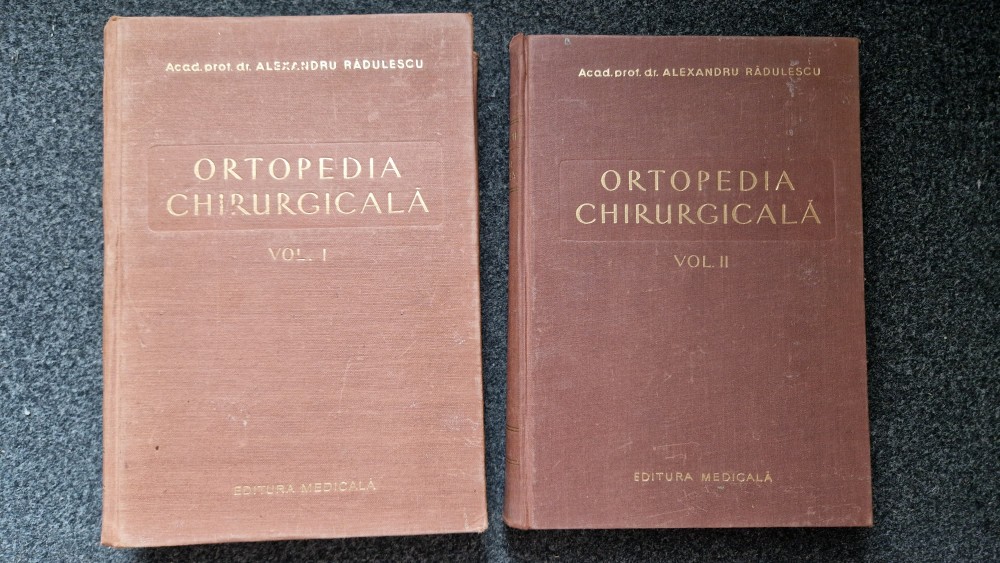 Acad. prof. dr. ALEXANDRU RĂDULESCU
ORTOPEDIA
CHIRURGICALĂ
VOL. I
EDITURA MEDICALĂ
Acad. prof. dr. ALEXANDRU RĂDULESCU
ORTOPEDIA
CHIRURGICALĂ
VOL. II
EDITURA MEDICALĂ